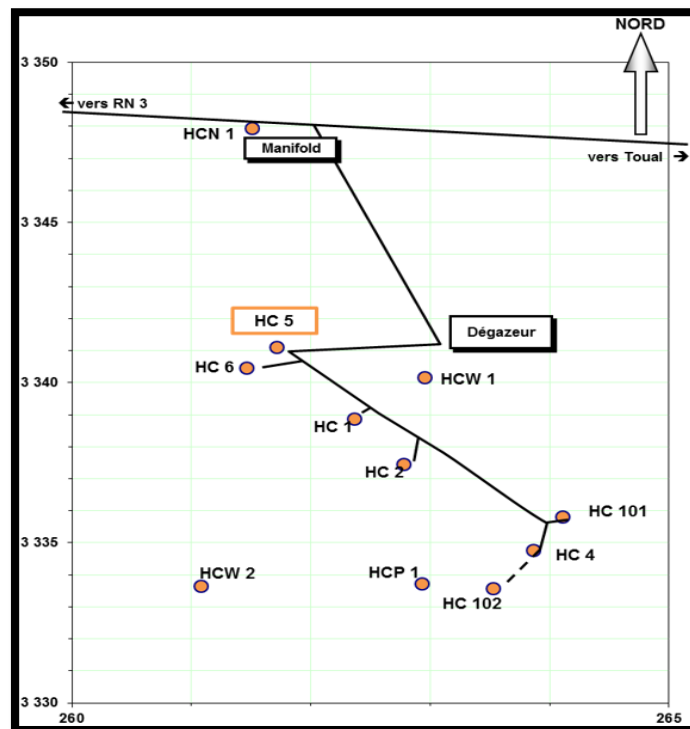 NORD
3 350
← vers RN 3
HCN 1
Manifold
vers Toual →
3 345
HC 5
Dégazeur
HC 6
3 340
HCW 1
HC 1
HC 2
HC 101
3 335
HC 4
HCW 2
HCP 1
HC 102
3 330
260
265